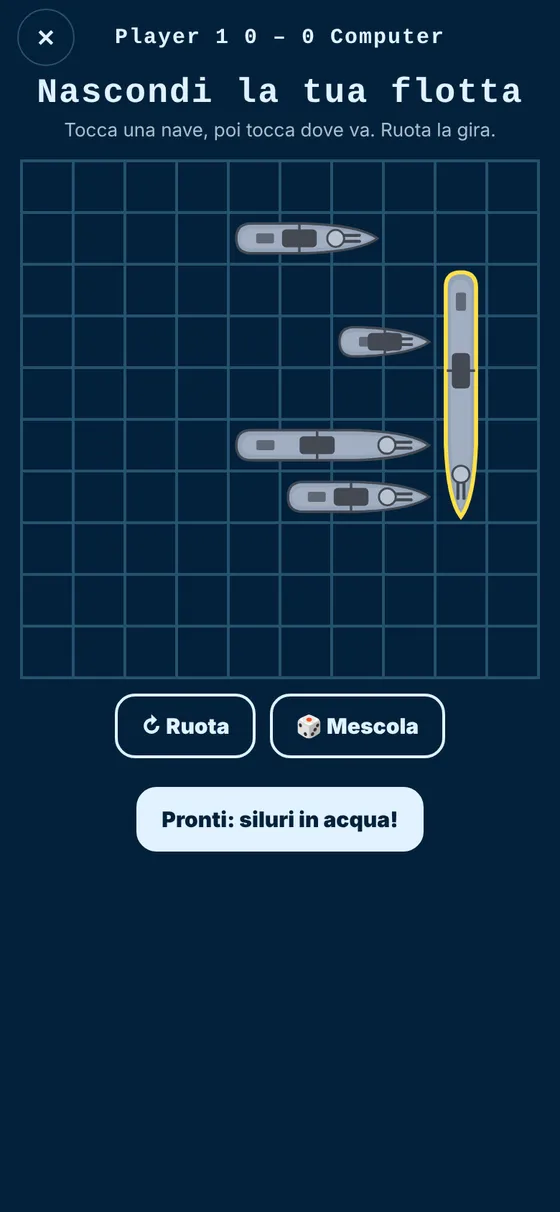 ✕
Player 1 0 – 0 Computer
Nascondi la tua flotta
Tocca una nave, poi tocca dove va. Ruota la gira.
↻ Ruota
🎲 Mescola
Pronti: siluri in acqua!